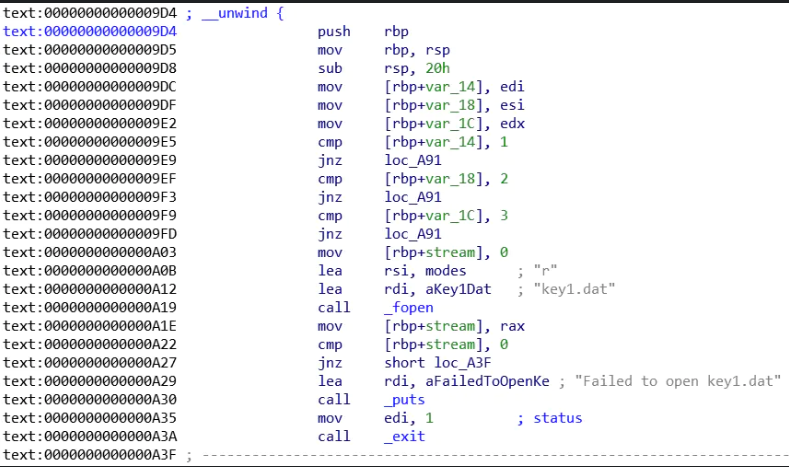 text:00000000000009D4 ; __unwind {
text:00000000000009D4 push rbp
text:00000000000009D5 mov rbp, rsp
text:00000000000009D8 sub rsp, 20h
text:00000000000009DC mov [rbp+var_14], edi
text:00000000000009DF mov [rbp+var_18], esi
text:00000000000009E2 mov [rbp+var_1C], edx
text:00000000000009E5 cmp [rbp+var_14], 1
text:00000000000009E9 jnz loc_A91
text:00000000000009EF cmp [rbp+var_18], 2
text:00000000000009F3 jnz loc_A91
text:00000000000009F9 cmp [rbp+var_1C], 3
text:00000000000009FD jnz loc_A91
text:0000000000000A03 mov [rbp+stream], 0
text:0000000000000A0B lea rsi, modes ; "r"
text:0000000000000A12 lea rdi, aKey1Dat ; "key1.dat"
text:0000000000000A19 call _fopen
text:0000000000000A1E mov [rbp+stream], rax
text:0000000000000A22 cmp [rbp+stream], 0
text:0000000000000A27 jnz short loc_A3F
text:0000000000000A29 lea rdi, aFailedToOpenKe ; "Failed to open key1.dat"
text:0000000000000A30 call _puts
text:0000000000000A35 mov edi, 1 ; status
text:0000000000000A3A call _exit
text:0000000000000A3F ; ---------------------------------------------------------------------------